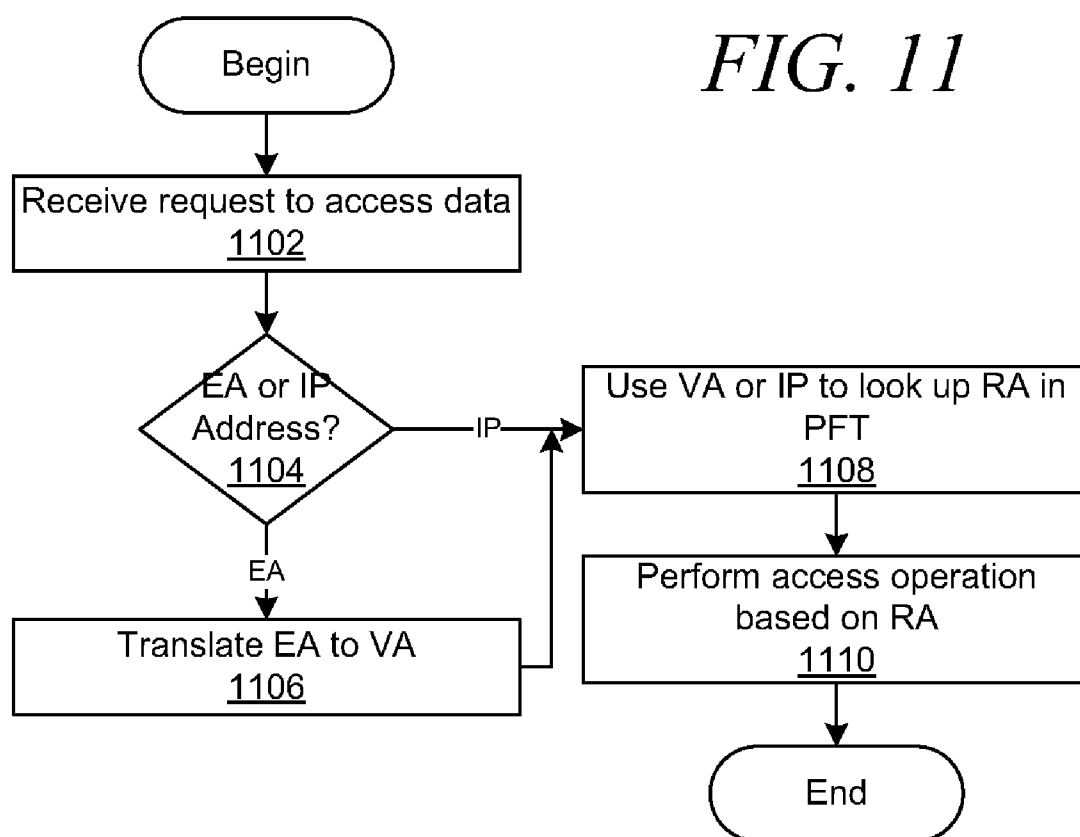 FIG. 11
Begin
Receive request to access data
1102
EA or IP
Address?
1104
IP
EA
Translate EA to VA
1106
Use VA or IP to look up RA in
PFT
1108
Perform access operation
based on RA
1110
End